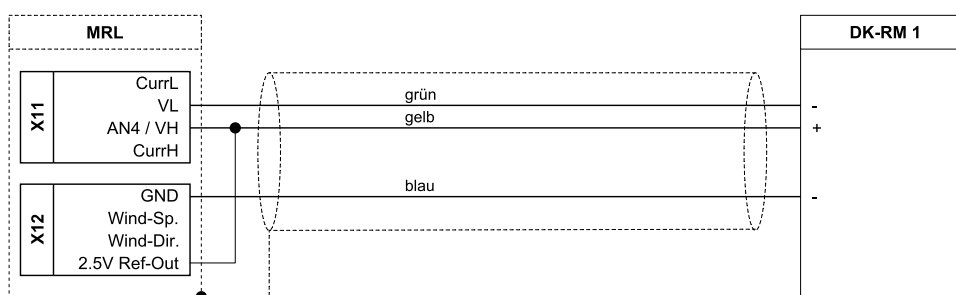 MRL
DK-RM 1
X11
CurrL
VL
AN4 / VH
CurrH
grün
gelb
-
+
X12
GND
Wind-Sp.
Wind-Dir.
2.5V Ref-Out
blau
-